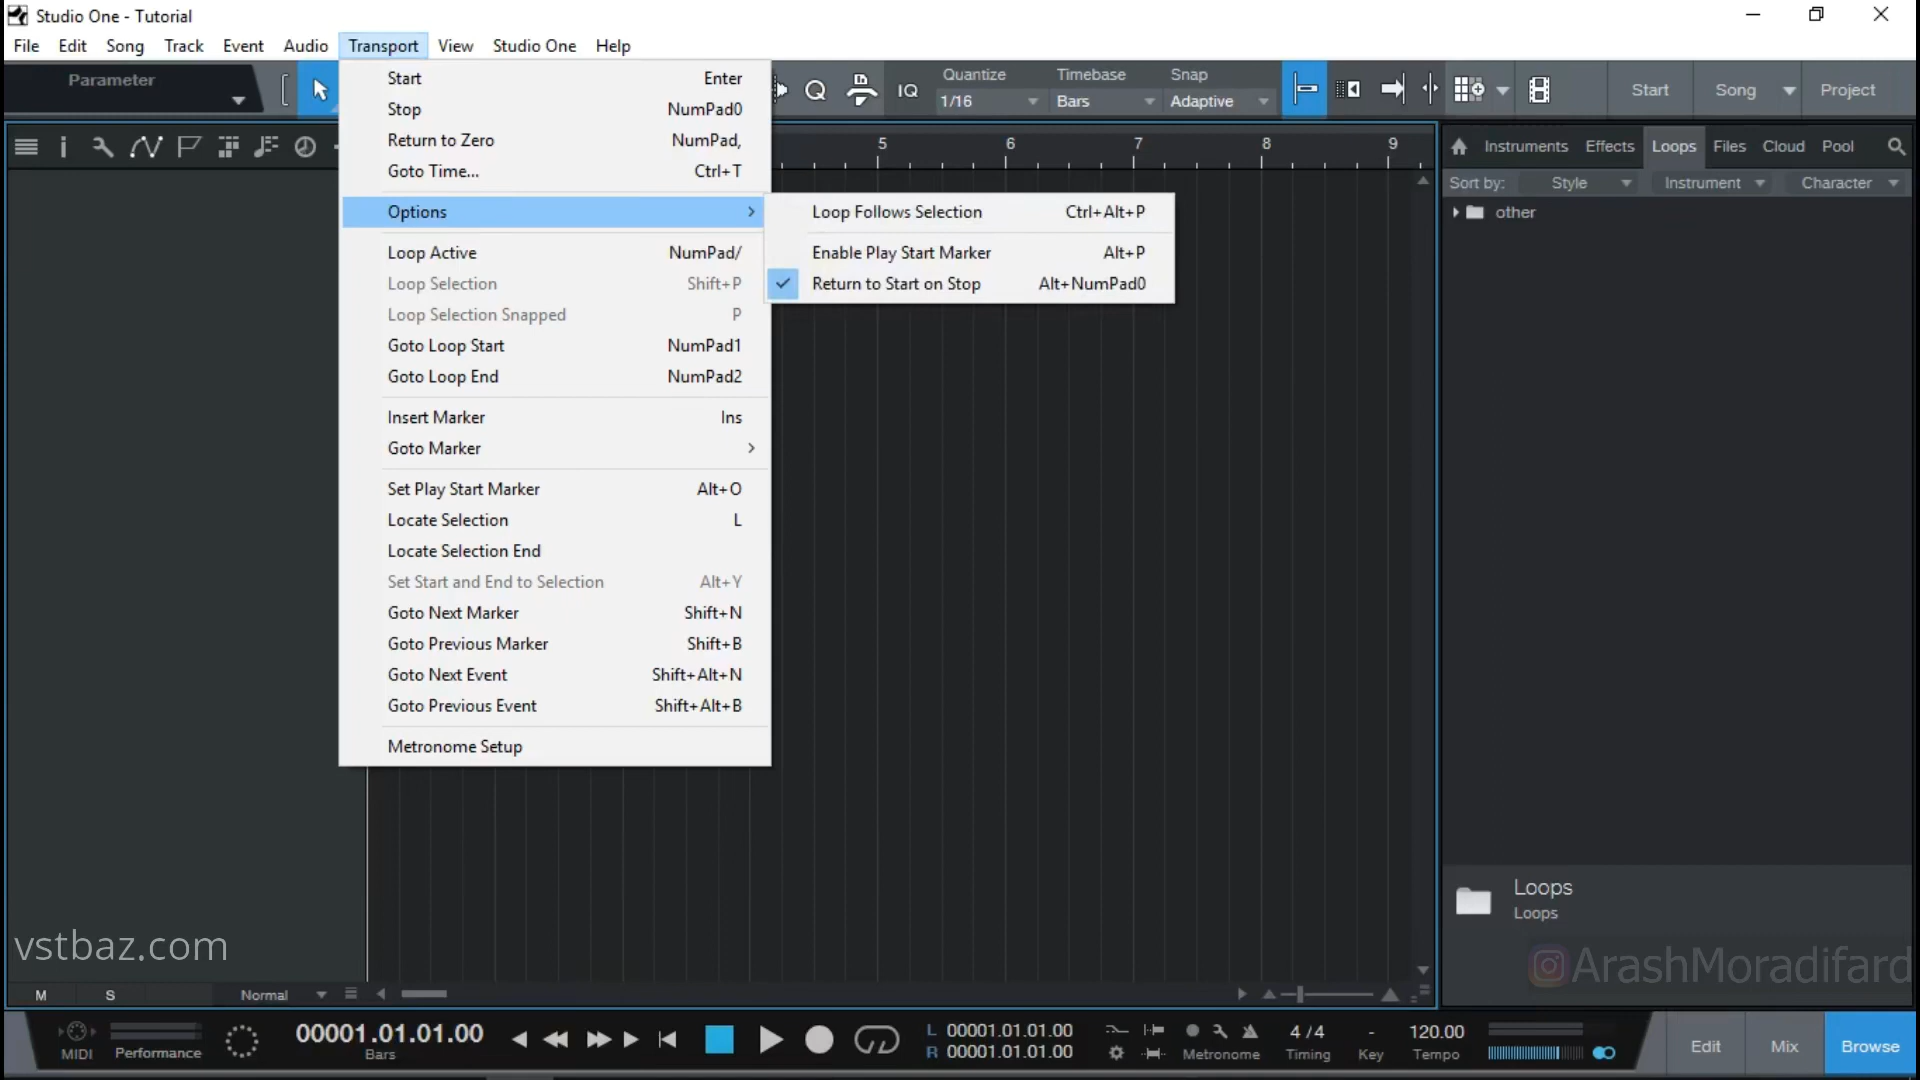 Studio One - Tutorial
File Edit Song Track Event Audio Transport View Studio One Help
Parameter
IQ
Quantize Timebase Snap
1/16 Bars Adaptive
Start Song Project
Start Enter
Stop NumPad0
Return to Zero NumPad,
Goto Time... Ctrl+T
Options
Loop Active NumPad/
Loop Selection Shift+P
Loop Selection Snapped P
Goto Loop Start NumPad1
Goto Loop End NumPad2
Insert Marker Ins
Goto Marker
Set Play Start Marker Alt+O
Locate Selection L
Locate Selection End
Set Start and End to Selection Alt+Y
Goto Next Marker Shift+N
Goto Previous Marker Shift+B
Goto Next Event Shift+Alt+N
Goto Previous Event Shift+Alt+B
Metronome Setup
Loop Follows Selection Ctrl+Alt+P
Enable Play Start Marker Alt+P
Return to Start on Stop Alt+NumPad0
5 6 7 8 9
Instruments Effects Loops Files Cloud Pool
Sort by: Style Instrument Character
other
Loops
Loops
vstbaz.com
ArashMoradifard
M S Normal
MIDI Performance
00001.01.01.00
Bars
L 00001.01.01.00
R 00001.01.01.00
Metronome
4 / 4
Timing
-
Key
120.00
Tempo
Edit Mix Browse